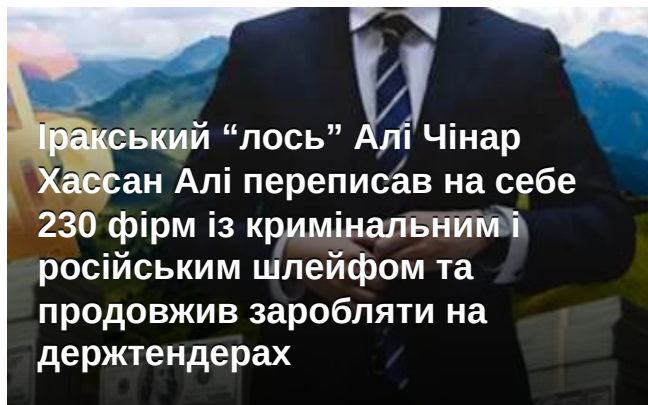 Іракський “лось” Алі Чінар
Хассан Алі переписав на себе
230 фірм із кримінальним і
російським шлейфом та
продовжив заробляти на
держтендерах